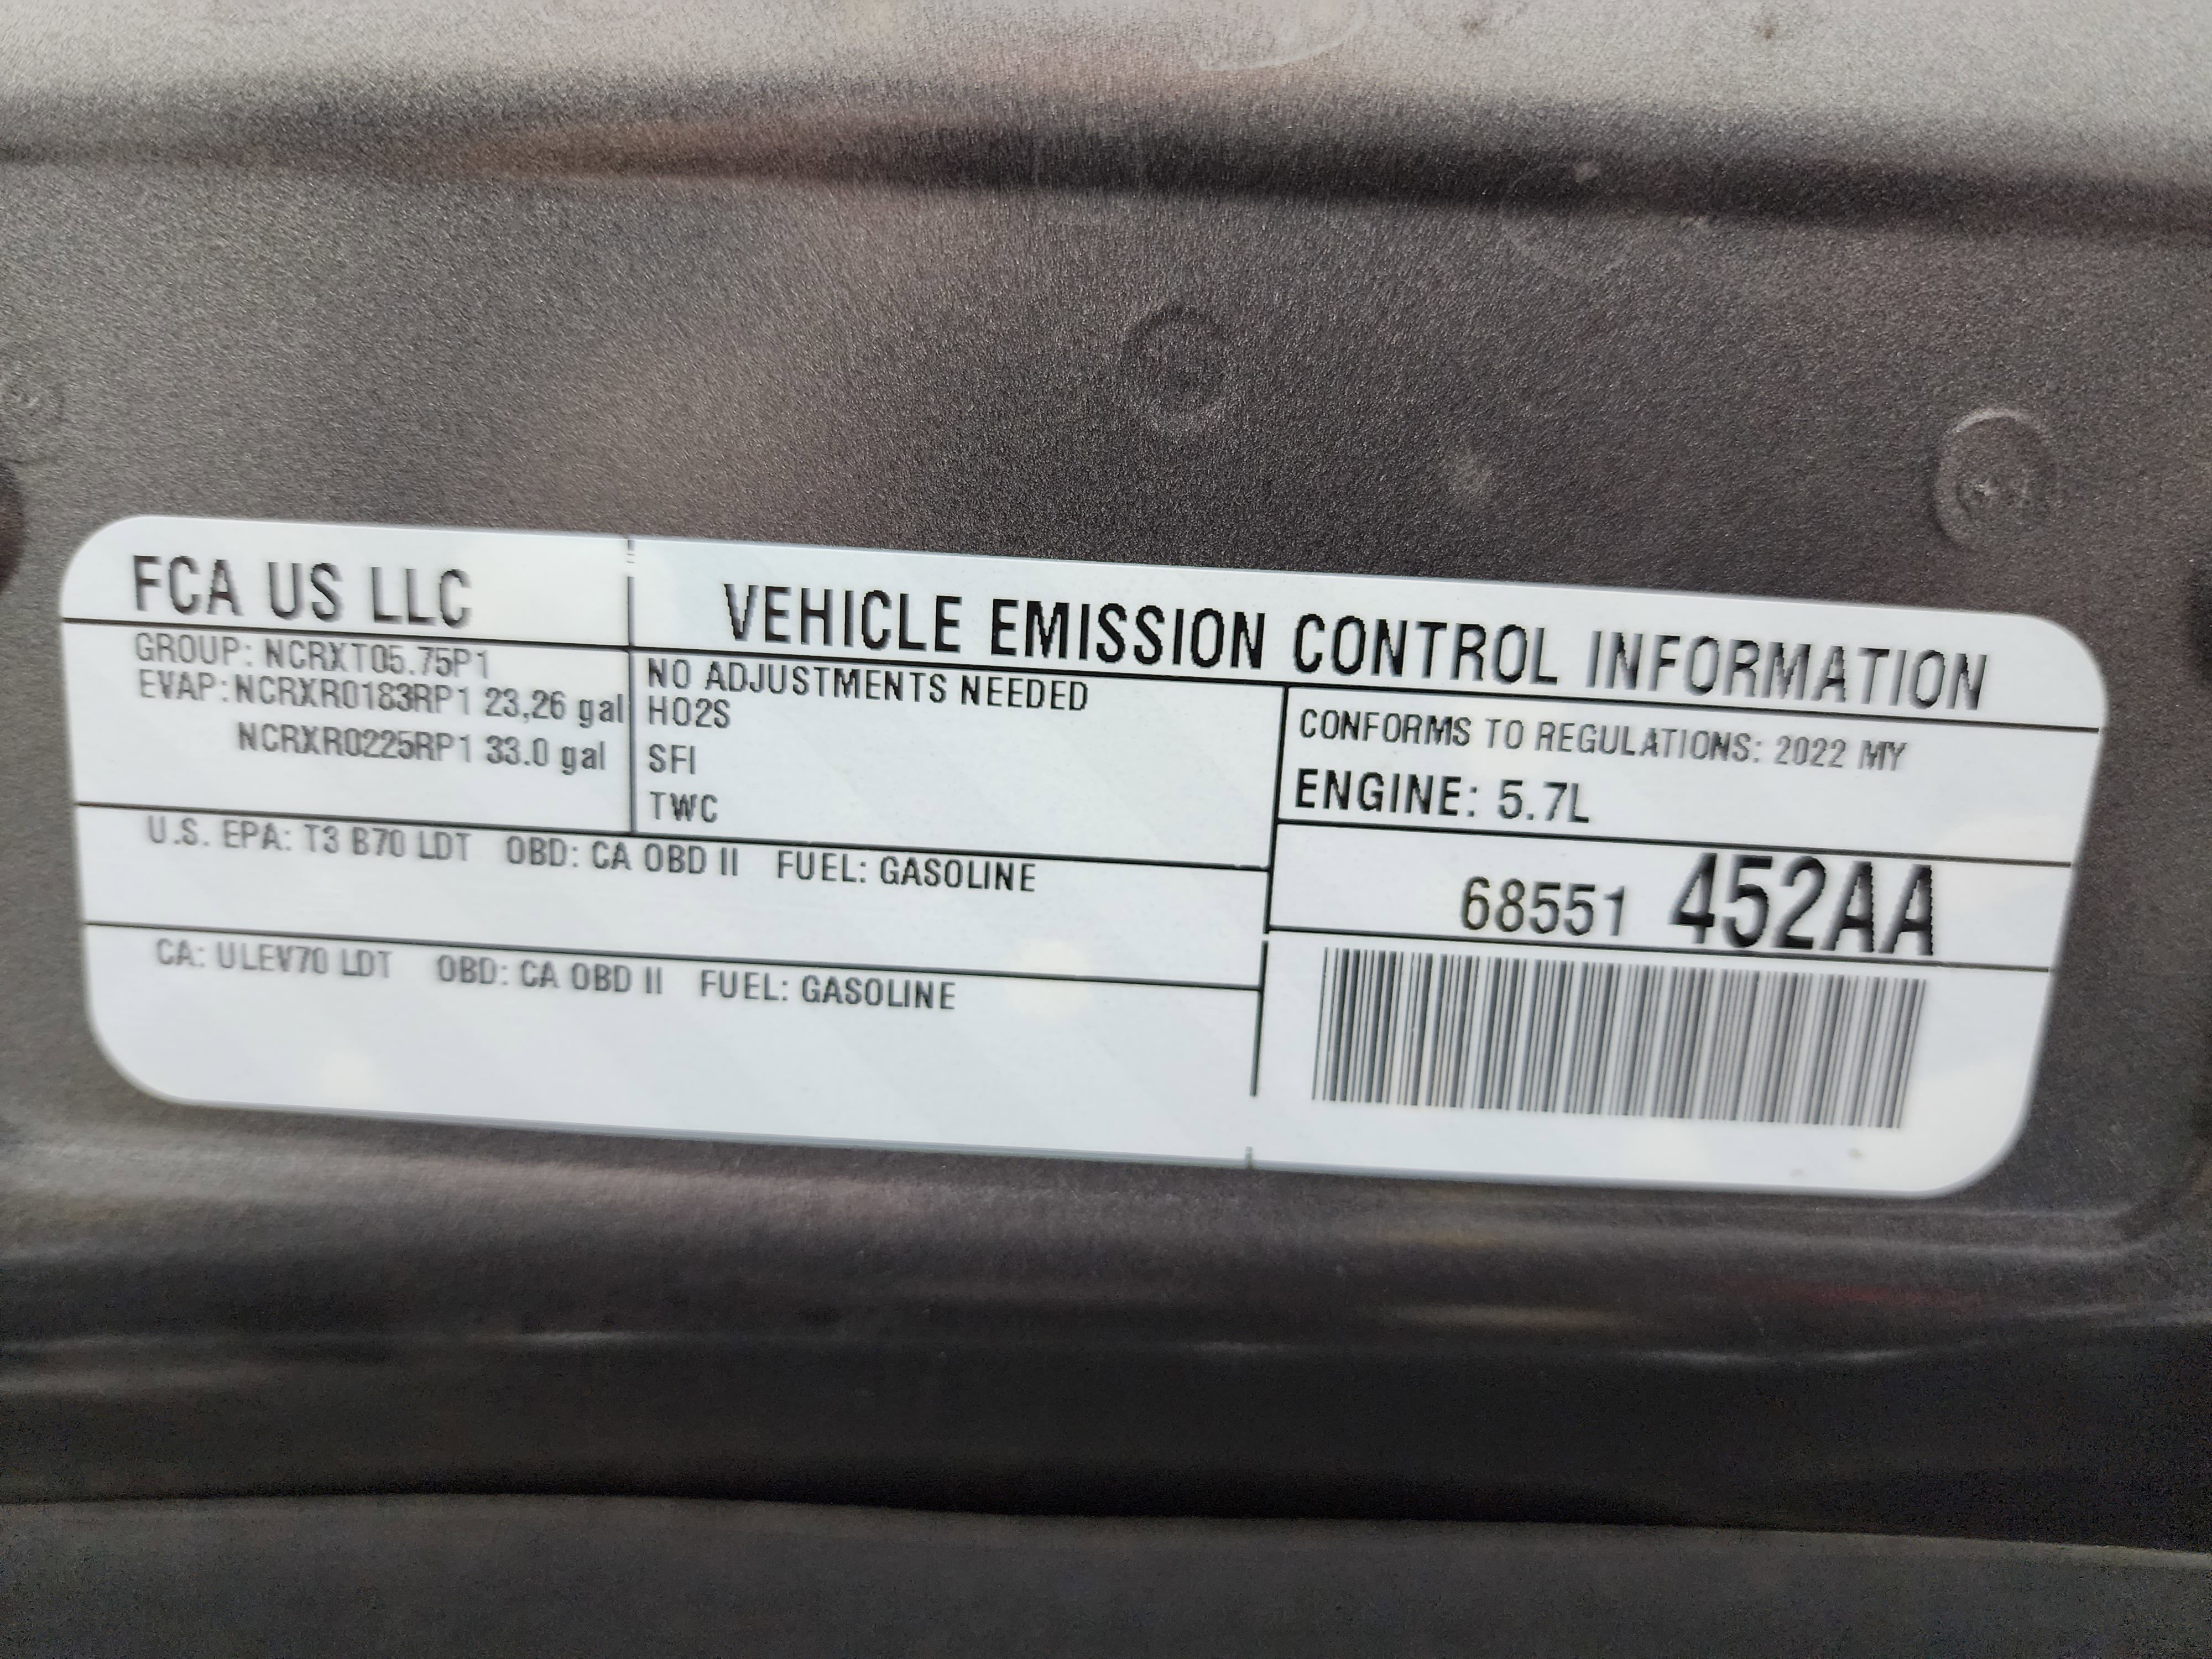 FCA US LLC
VEHICLE EMISSION CONTROL INFORMATION
GROUP: NCRXT05.75P1
EVAP: NCRXR0183RP1 23,26 gal
NCRXR0225RP1 33.0 gal
NO ADJUSTMENTS NEEDED
HO2S
SFI
TWC
CONFORMS TO REGULATIONS: 2022 MY
ENGINE: 5.7L
U.S. EPA: T3 B70 LDT OBD: CA OBD II FUEL: GASOLINE
68551 452AA
CA: ULEV70 LDT OBD: CA OBD II FUEL: GASOLINE